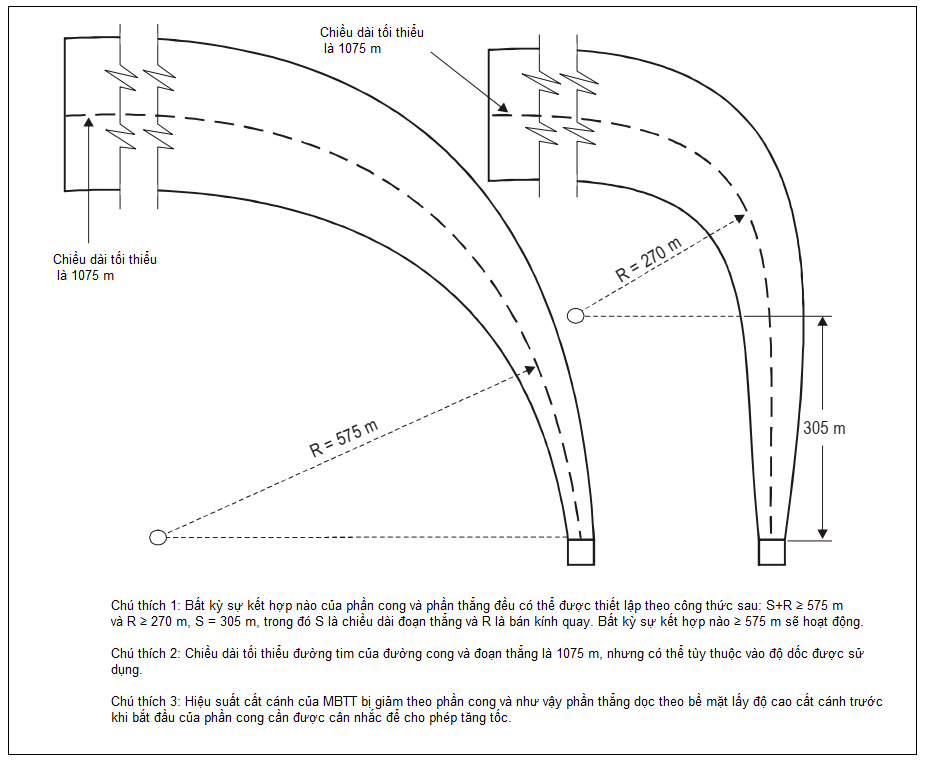 Chiều dài tối thiểu
là 1075 m
Chiều dài tối thiểu
là 1075 m
R = 270 m
R = 575 m
305 m
Chú thích 1: Bất kỳ sự kết hợp nào của phần cong và phần thẳng đều có thể được thiết lập theo công thức sau: S+R ≥ 575 m
và R ≥ 270 m, S = 305 m, trong đó S là chiều dài đoạn thẳng và R là bán kính quay. Bất kỳ sự kết hợp nào ≥ 575 m sẽ hoạt động.
Chú thích 2: Chiều dài tối thiểu đường tim của đường cong và đoạn thẳng là 1075 m, nhưng có thể tùy thuộc vào độ dốc được sử
dụng.
Chú thích 3: Hiệu suất cất cánh của MBTT bị giảm theo phần cong và như vậy phần thẳng dọc theo bề mặt lấy độ cao cất cánh trước
khi bắt đầu của phần cong cần được cân nhắc để cho phép tăng tốc.